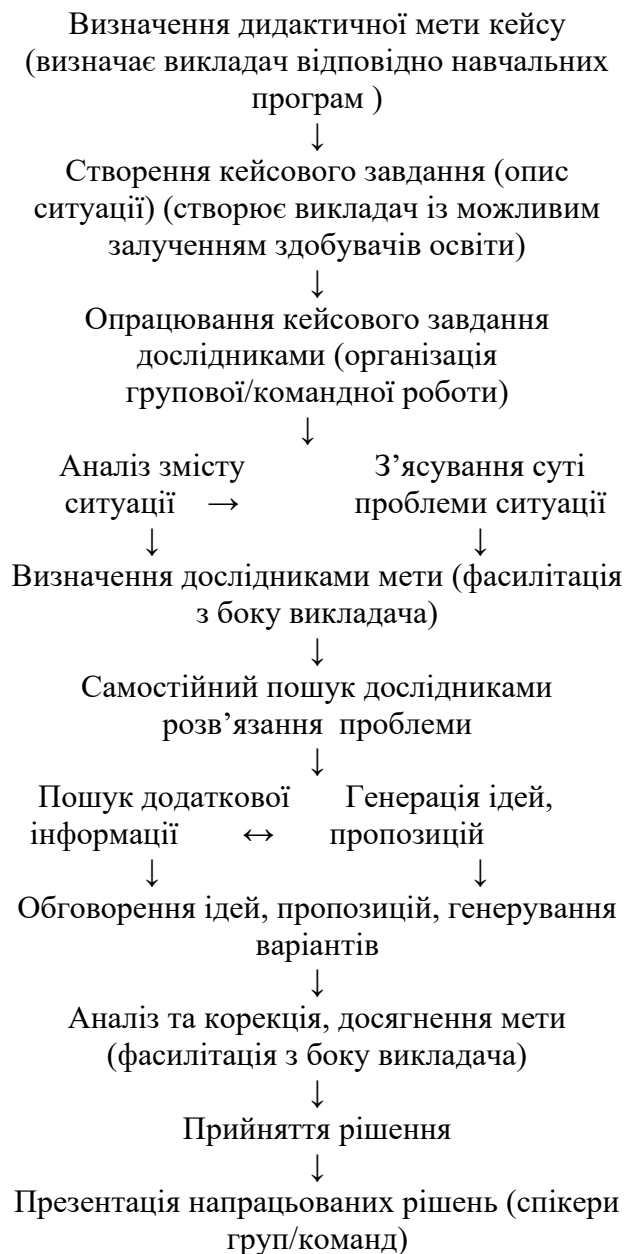 Визначення дидактичної мети кейсу
(визначає викладач відповідно навчальних
програм )
↓
Створення кейсового завдання (опис
ситуації) (створює викладач із можливим
залученням здобувачів освіти)
↓
Опрацювання кейсового завдання
дослідниками (організація
групової/командної роботи)
↓
Аналіз змісту З’ясування суті
ситуації → проблеми ситуації
↓ ↓
Визначення дослідниками мети (фасилітація
з боку викладача)
↓
Самостійний пошук дослідниками
розв’язання проблеми
↓
Пошук додаткової Генерація ідей,
інформації ↔ пропозицій
↓ ↓
Обговорення ідей, пропозицій, генерування
варіантів
↓
Аналіз та корекція, досягнення мети
(фасилітація з боку викладача)
↓
Прийняття рішення
↓
Презентація напрацьованих рішень (спікери
груп/команд)